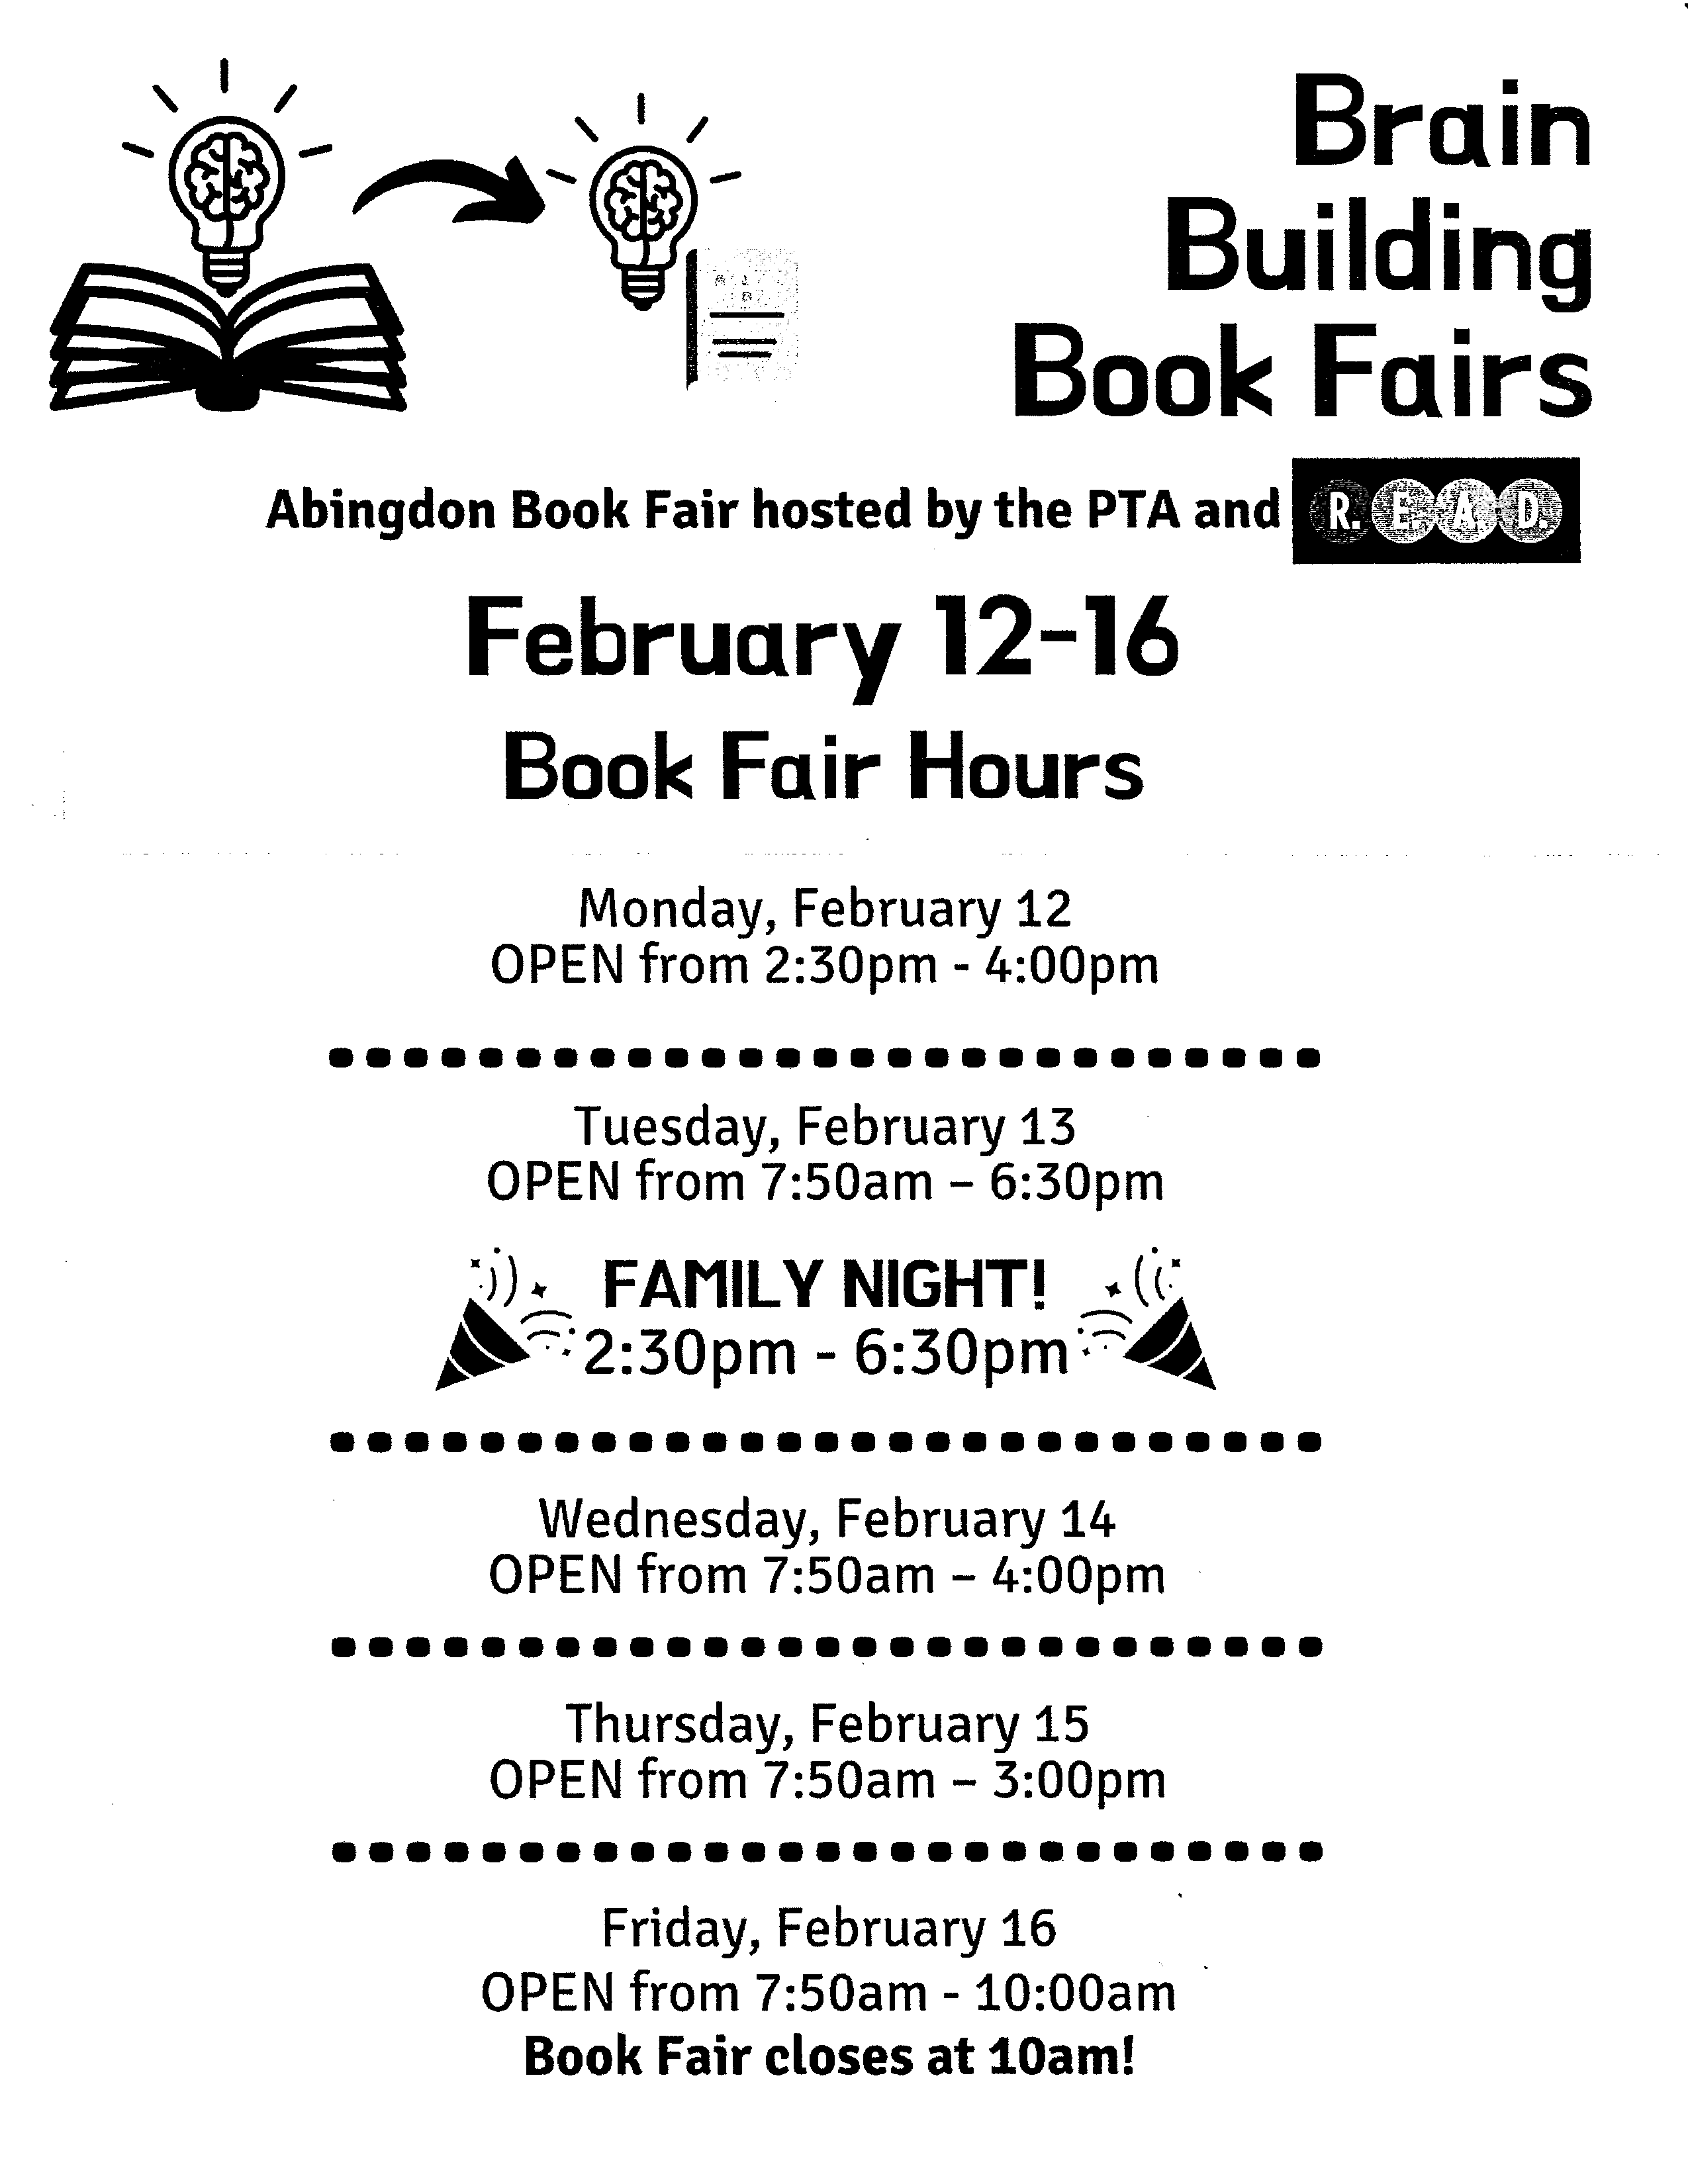 Brain
Building
Book Fairs
Abingdon Book Fair hosted by the PTA and R.E.A.D.
February 12-16
Book Fair Hours
Monday, February 12
OPEN from 2:30pm - 4:00pm
Tuesday, February 13
OPEN from 7:50am – 6:30pm
FAMILY NIGHT!
2:30pm - 6:30pm
Wednesday, February 14
OPEN from 7:50am – 4:00pm
Thursday, February 15
OPEN from 7:50am – 3:00pm
Friday, February 16
OPEN from 7:50am - 10:00am
Book Fair closes at 10am!